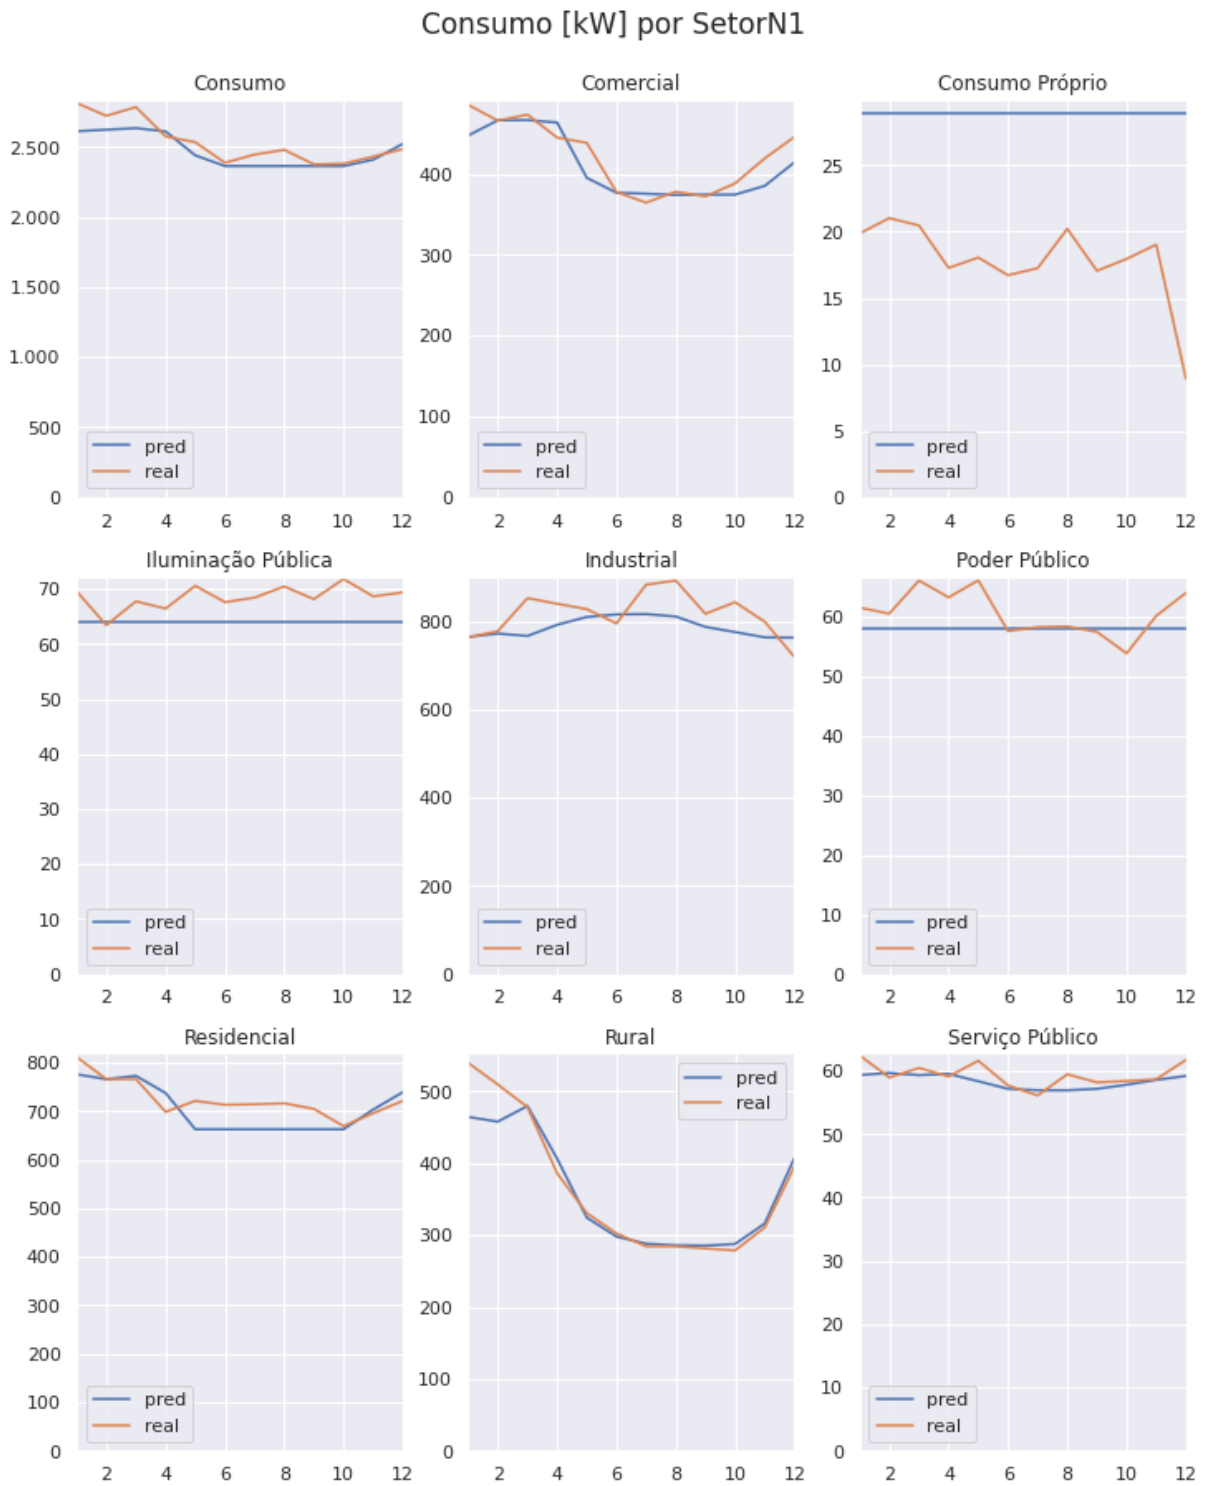 Consumo [kW] por SetorN1
Consumo
2.500
2.000
1.500
1.000
500
0
2 4 6 8 10 12
pred
real
Comercial
400
300
200
100
0
2 4 6 8 10 12
pred
real
Consumo Próprio
25
20
15
10
5
0
2 4 6 8 10 12
pred
real
Iluminação Pública
70
60
50
40
30
20
10
0
2 4 6 8 10 12
pred
real
Industrial
800
600
400
200
0
2 4 6 8 10 12
pred
real
Poder Público
60
50
40
30
20
10
0
2 4 6 8 10 12
pred
real
Residencial
800
700
600
500
400
300
200
100
0
2 4 6 8 10 12
pred
real
Rural
500
400
300
200
100
0
2 4 6 8 10 12
pred
real
Serviço Público
60
50
40
30
20
10
0
2 4 6 8 10 12
pred
real